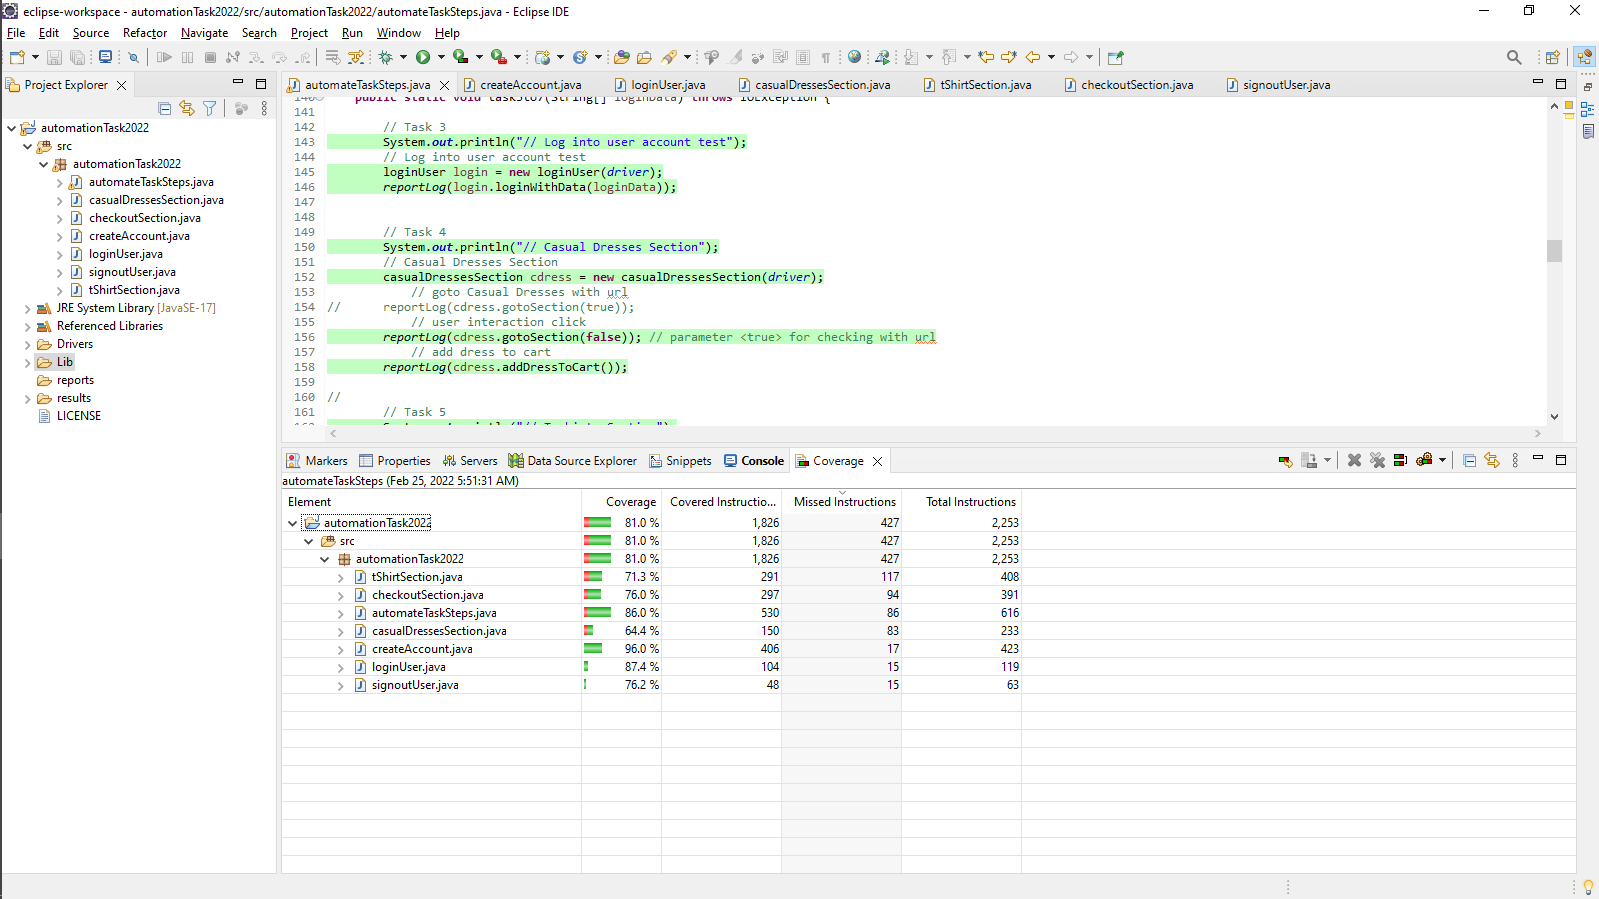 eclipse-workspace - automationTask2022/src/automationTask2022/automateTaskSteps.java - Eclipse IDE
File Edit Source Refactor Navigate Search Project Run Window Help
Project Explorer
automationTask2022
src
automationTask2022
automateTaskSteps.java
casualDressesSection.java
checkoutSection.java
createAccount.java
loginUser.java
signoutUser.java
tShirtSection.java
JRE System Library [JavaSE-17]
Referenced Libraries
Drivers
Lib
reports
results
LICENSE
automateTaskSteps.java createAccount.java loginUser.java casualDressesSection.java tShirtSection.java checkoutSection.java signoutUser.java
140 public static void task3to7(String[] loginData) throws IOException {
141
142 // Task 3
143 System.out.println("// Log into user account test");
144 // Log into user account test
145 loginUser login = new loginUser(driver);
146 reportLog(login.loginWithData(loginData));
147
148
149 // Task 4
150 System.out.println("// Casual Dresses Section");
151 // Casual Dresses Section
152 casualDressesSection cdress = new casualDressesSection(driver);
153 // goto Casual Dresses with url
154 // reportLog(cdress.gotoSection(true));
155 // user interaction click
156 reportLog(cdress.gotoSection(false)); // parameter <true> for checking with url
157 // add dress to cart
158 reportLog(cdress.addDressToCart());
159
160 //
161 // Task 5
Markers Properties Servers Data Source Explorer Snippets Console Coverage
automateTaskSteps (Feb 25, 2022 5:51:31 AM)
Element Coverage Covered Instructio... Missed Instructions Total Instructions
automationTask2022 81.0 % 1,826 427 2,253
src 81.0 % 1,826 427 2,253
automationTask2022 81.0 % 1,826 427 2,253
tShirtSection.java 71.3 % 291 117 408
checkoutSection.java 76.0 % 297 94 391
automateTaskSteps.java 86.0 % 530 86 616
casualDressesSection.java 64.4 % 150 83 233
createAccount.java 96.0 % 406 17 423
loginUser.java 87.4 % 104 15 119
signoutUser.java 76.2 % 48 15 63